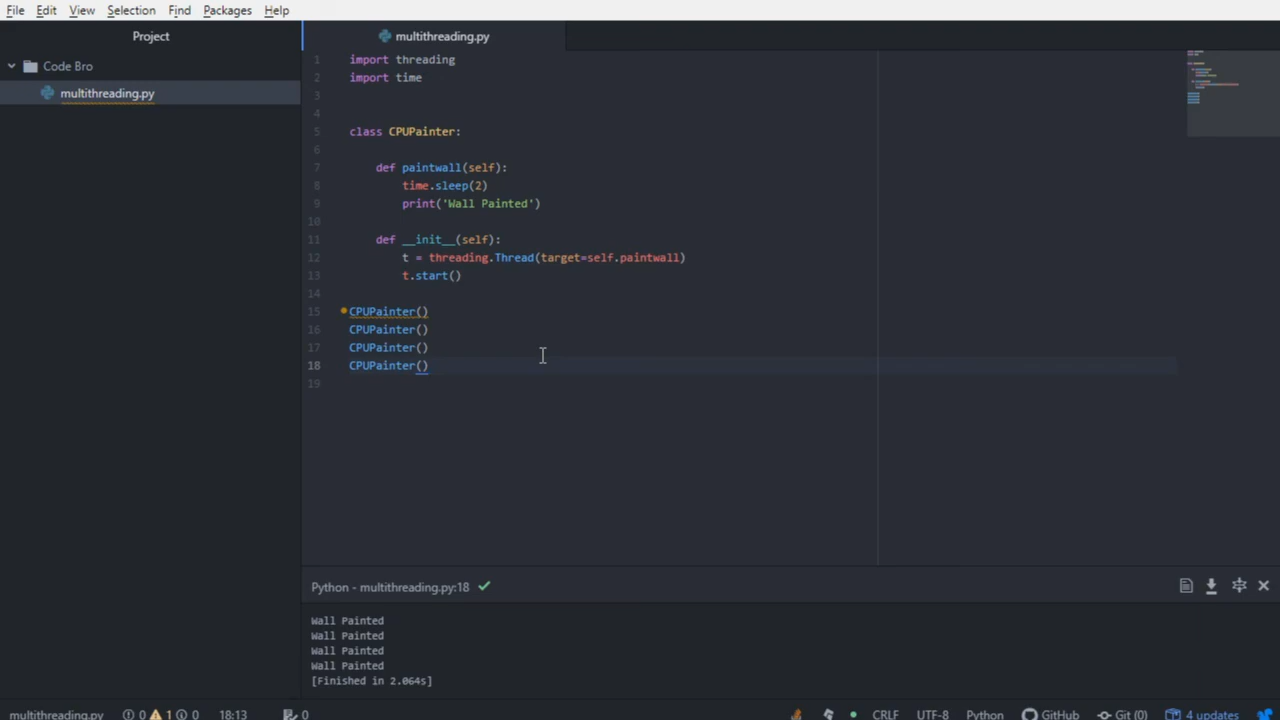 File Edit View Selection Find Packages Help
Project
multithreading.py
Code Bro
multithreading.py
1 import threading
2 import time
3
4
5 class CPUPainter:
6
7 def paintwall(self):
8 time.sleep(2)
9 print('Wall Painted')
10
11 def __init__(self):
12 t = threading.Thread(target=self.paintwall)
13 t.start()
14
15 CPUPainter()
16 CPUPainter()
17 CPUPainter()
18 CPUPainter()
19
Python - multithreading.py:18
Wall Painted
Wall Painted
Wall Painted
Wall Painted
[Finished in 2.064s]
multithreading.py 0 1 0 18:13 0 CRLF UTF-8 Python GitHub Git (0) 4 updates